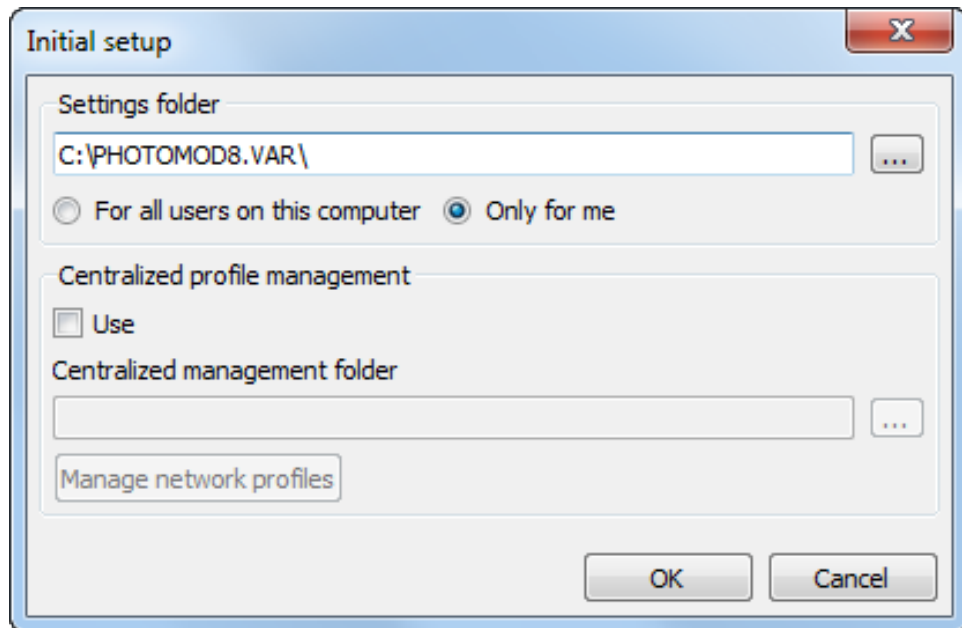 Initial setup
Settings folder
C:\PHOTOMOD8.VAR\
...
For all users on this computer Only for me
Centralized profile management
Use
Centralized management folder
...
Manage network profiles
OK Cancel